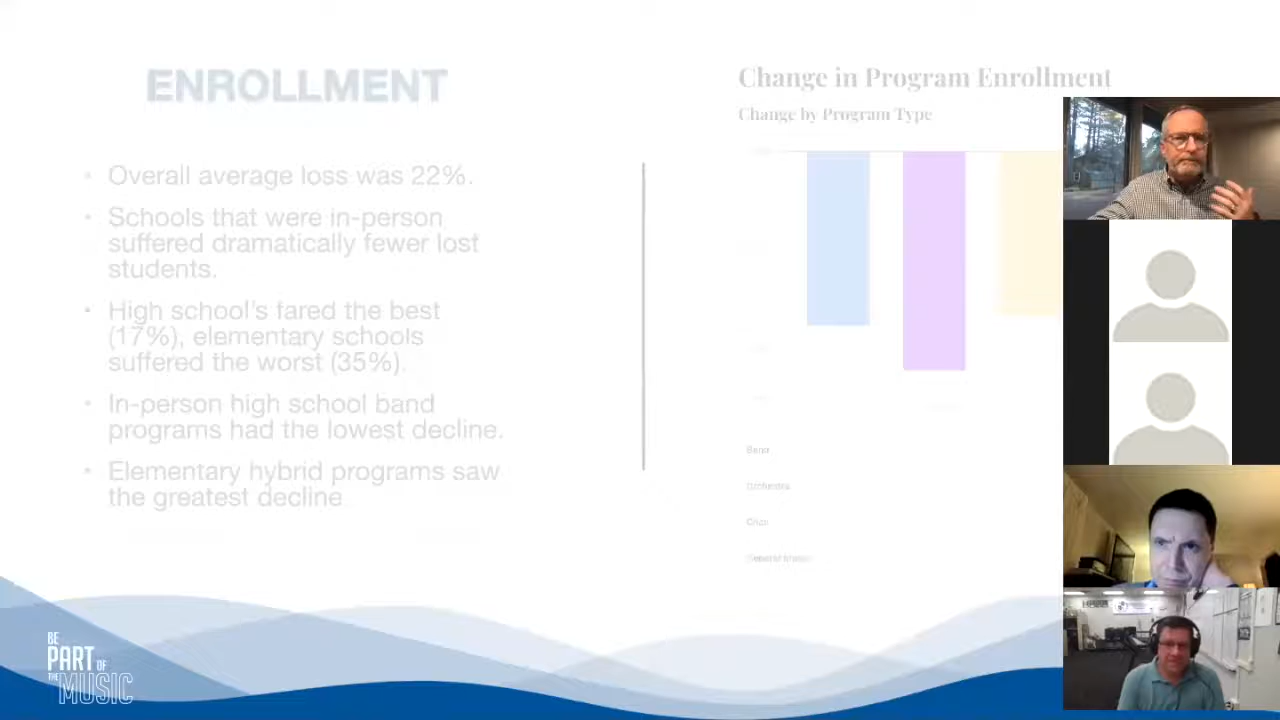 ENROLLMENT
• Overall average loss was 22%.
• Schools that were in-person
suffered dramatically fewer lost
students.
• High school's fared the best
(17%), elementary schools
suffered the worst (35%).
• In-person high school band
programs had the lowest decline.
• Elementary hybrid programs saw
the greatest decline
Change in Program Enrollment
Change by Program Type
Band
Orchestra
Choir
General Music
BE
PART OF
THE MUSIC